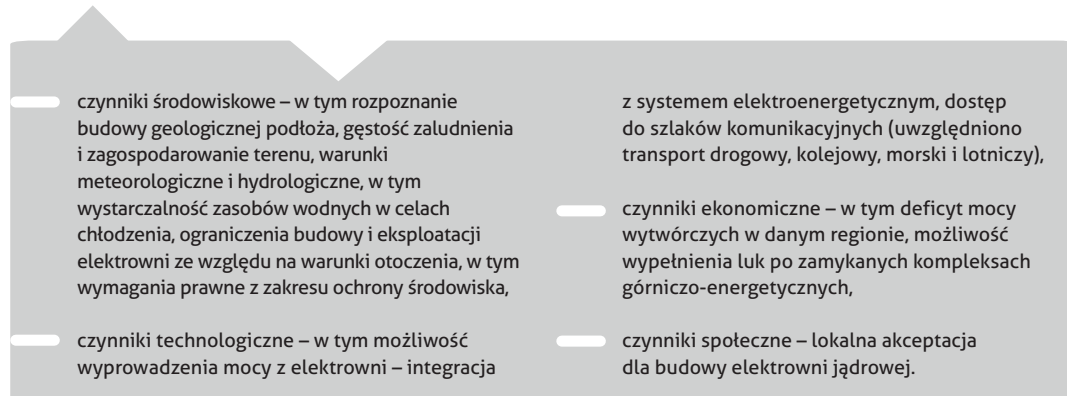 czynniki środowiskowe – w tym rozpoznanie
budowy geologicznej podłoża, gęstość zaludnienia
i zagospodarowanie terenu, warunki
meteorologiczne i hydrologiczne, w tym
wystarczalność zasobów wodnych w celach
chłodzenia, ograniczenia budowy i eksploatacji
elektrowni ze względu na warunki otoczenia, w tym
wymagania prawne z zakresu ochrony środowiska,
czynniki technologiczne – w tym możliwość
wyprowadzenia mocy z elektrowni – integracja
z systemem elektroenergetycznym, dostęp
do szlaków komunikacyjnych (uwzględniono
transport drogowy, kolejowy, morski i lotniczy),
czynniki ekonomiczne – w tym deficyt mocy
wytwórczych w danym regionie, możliwość
wypełnienia luk po zamykanych kompleksach
górniczo-energetycznych,
czynniki społeczne – lokalna akceptacja
dla budowy elektrowni jądrowej.